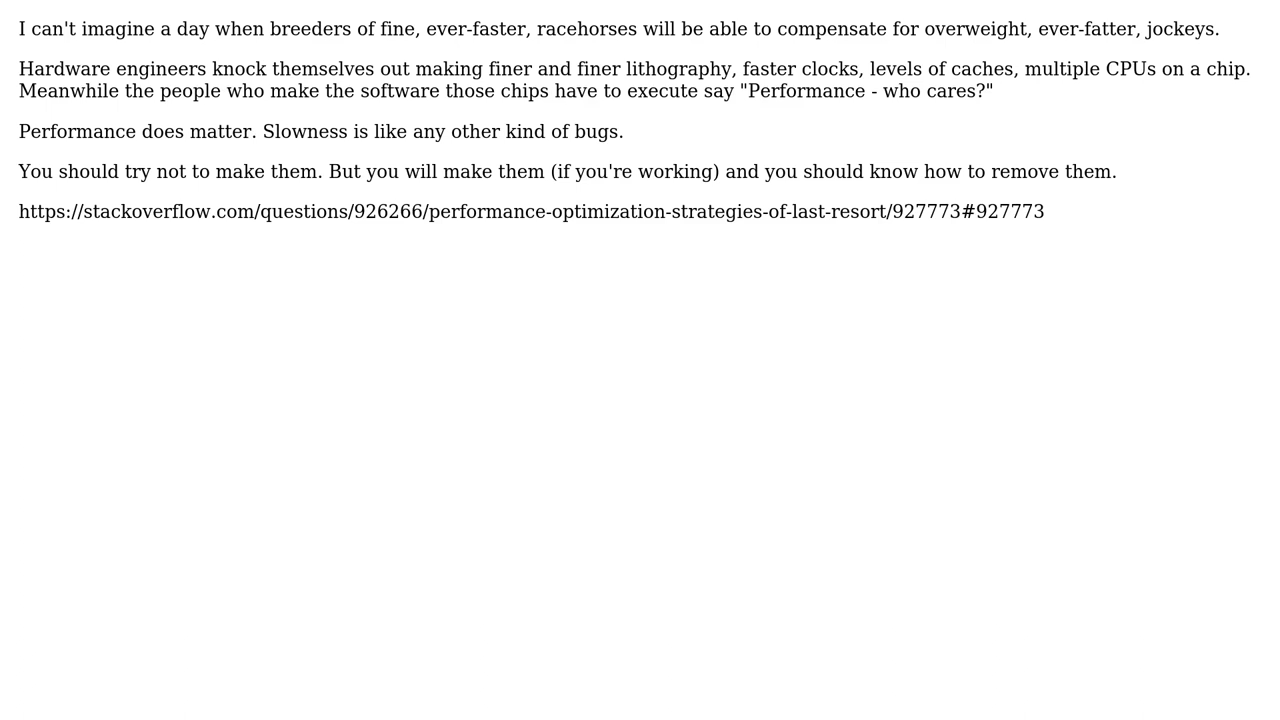 I can't imagine a day when breeders of fine, ever-faster, racehorses will be able to compensate for overweight, ever-fatter, jockeys.
Hardware engineers knock themselves out making finer and finer lithography, faster clocks, levels of caches, multiple CPUs on a chip.
Meanwhile the people who make the software those chips have to execute say "Performance - who cares?"
Performance does matter. Slowness is like any other kind of bugs.
You should try not to make them. But you will make them (if you're working) and you should know how to remove them.
https://stackoverflow.com/questions/926266/performance-optimization-strategies-of-last-resort/927773#927773